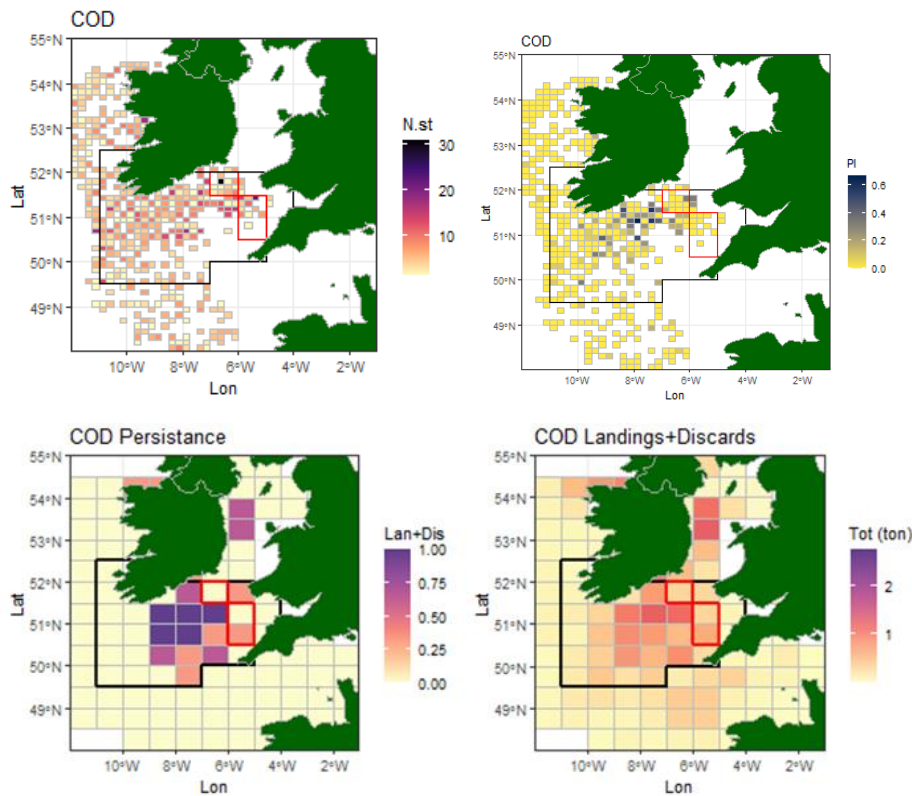 COD
55°N
54°N
53°N
52°N
51°N
50°N
49°N
Lat
10°W 8°W 6°W 4°W 2°W
Lon
N.st
30
20
10
COD
55°N
54°N
53°N
52°N
51°N
50°N
49°N
Lat
10°W 8°W 6°W 4°W 2°W
Lon
PI
0.6
0.4
0.2
0.0
COD Persistance
55°N
54°N
53°N
52°N
51°N
50°N
49°N
Lat
10°W 8°W 6°W 4°W 2°W
Lon
Lan+Dis
1.00
0.75
0.50
0.25
0.00
COD Landings+Discards
55°N
54°N
53°N
52°N
51°N
50°N
49°N
Lat
10°W 8°W 6°W 4°W 2°W
Lon
Tot (ton)
2
1